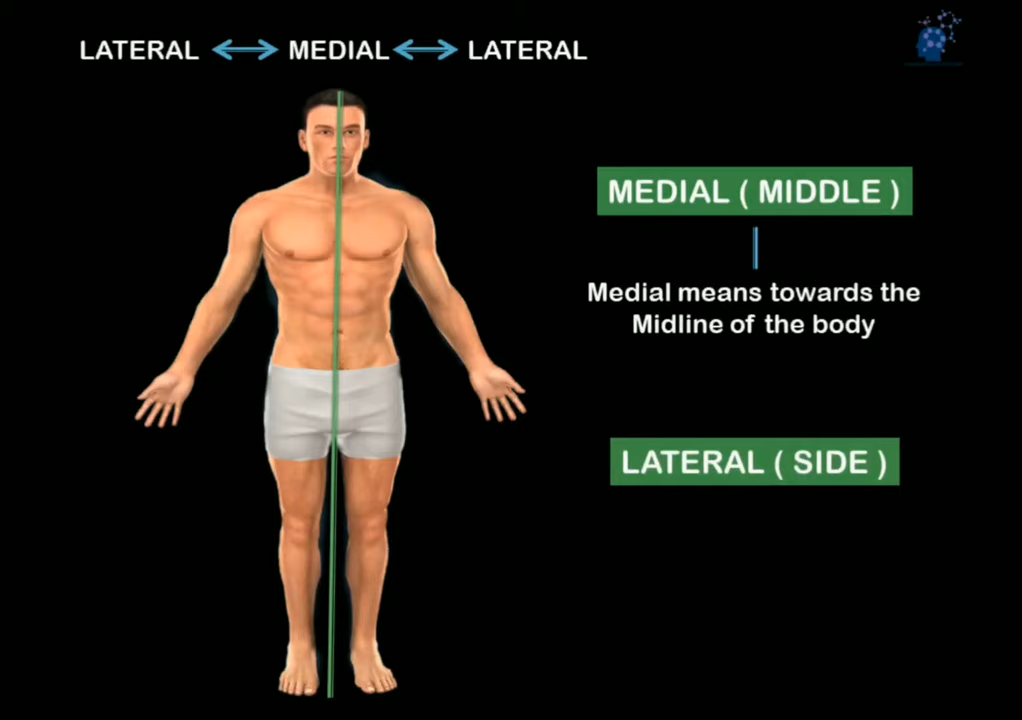 LATERAL MEDIAL LATERAL
MEDIAL ( MIDDLE )
Medial means towards the
Midline of the body
LATERAL ( SIDE )